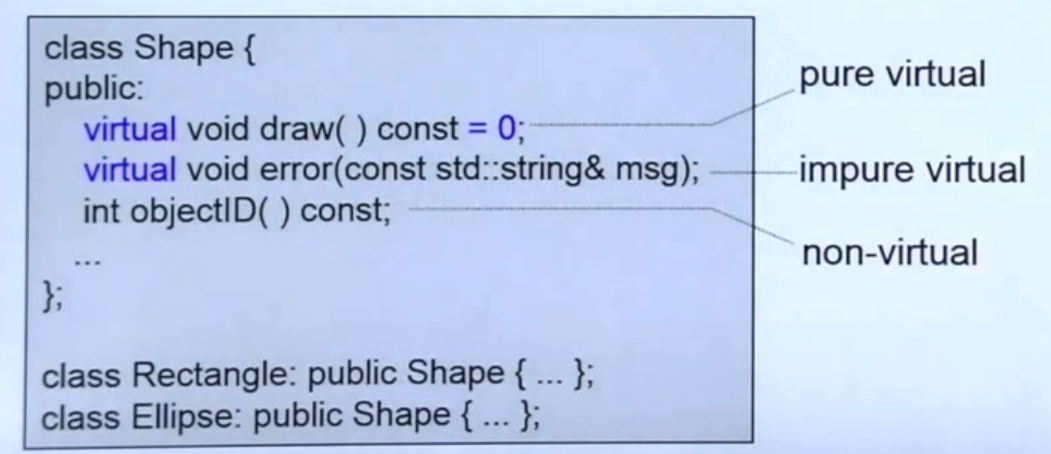 class Shape {
public:
virtual void draw( ) const = 0;
pure virtual
virtual void error(const std::string& msg);
impure virtual
int objectID( ) const;
non-virtual
...
};
class Rectangle: public Shape { ... };
class Ellipse: public Shape { ... };